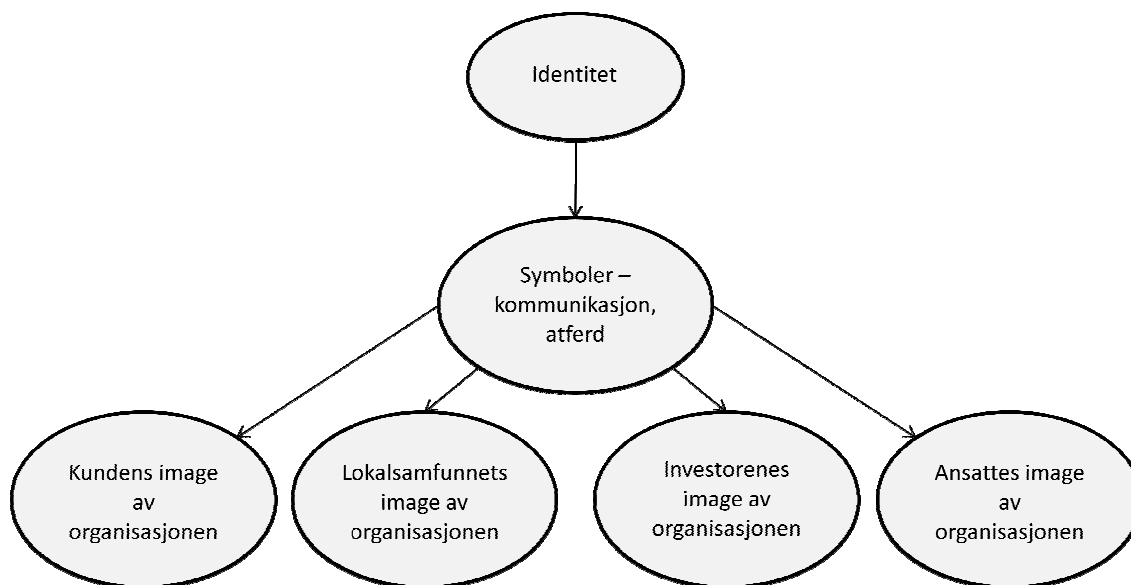 Identitet
Symboler –
kommunikasjon,
atferd
Kundens image
av
organisasjonen
Lokalsamfunnets
image av
organisasjonen
Investorenes
image av
organisasjonen
Ansattes image
av
organisasjonen